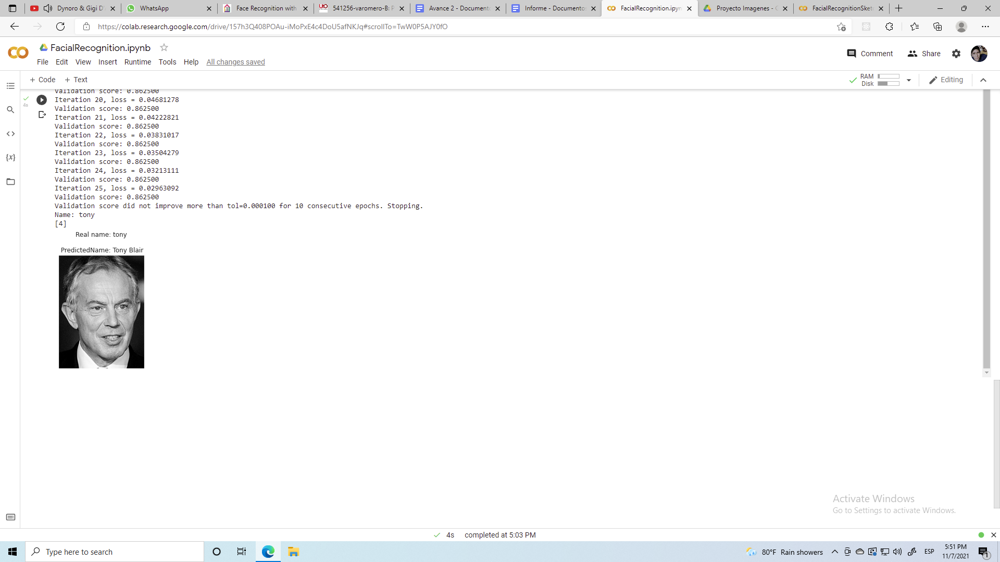 Dynoro & Gigi D'
WhatsApp
Face Recognition with
541256-varomero-B: P
Avance 2 - Document
Informe - Documentos
FacialRecognition.ipyn
Proyecto Imagenes - G
FacialRecognitionSket
https://colab.research.google.com/drive/157h3Q408POAu-iMoPxE4c4DoU5afNKJq#scrollTo=TwW0P5AJY0fO
FacialRecognition.ipynb
File Edit View Insert Runtime Tools Help All changes saved
Comment
Share
+ Code + Text
RAM
Disk
Editing
4s
Validation score: 0.862500
Iteration 20, loss = 0.04681278
Validation score: 0.862500
Iteration 21, loss = 0.04222821
Validation score: 0.862500
Iteration 22, loss = 0.03831017
Validation score: 0.862500
Iteration 23, loss = 0.03504279
Validation score: 0.862500
Iteration 24, loss = 0.03213111
Validation score: 0.862500
Iteration 25, loss = 0.02963092
Validation score: 0.862500
Validation score did not improve more than tol=0.000100 for 10 consecutive epochs. Stopping.
Name: tony
[4]
Real name: tony
PredictedName: Tony Blair
Activate Windows
Go to Settings to activate Windows.
4s completed at 5:03 PM
Type here to search
80°F Rain showers
ESP
5:51 PM
11/7/2021
1